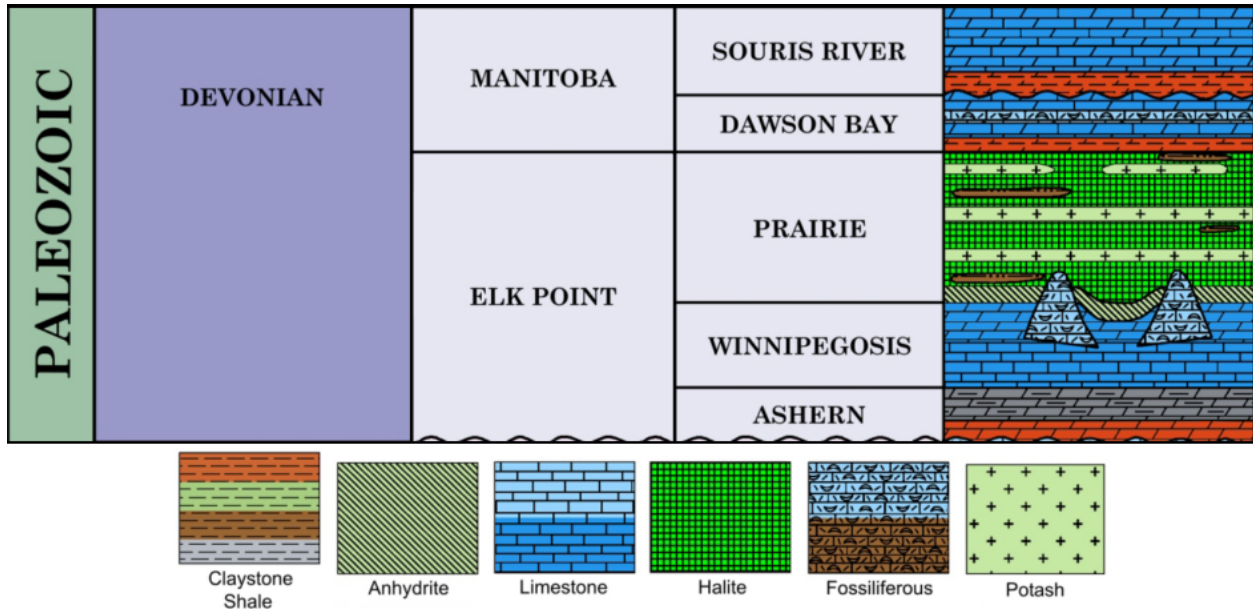 PALEOZOIC
DEVONIAN
MANITOBA
SOURIS RIVER
DAWSON BAY
ELK POINT
PRAIRIE
WINNIPEGOSIS
ASHERN
Claystone
Shale
Anhydrite
Limestone
Halite
Fossiliferous
Potash